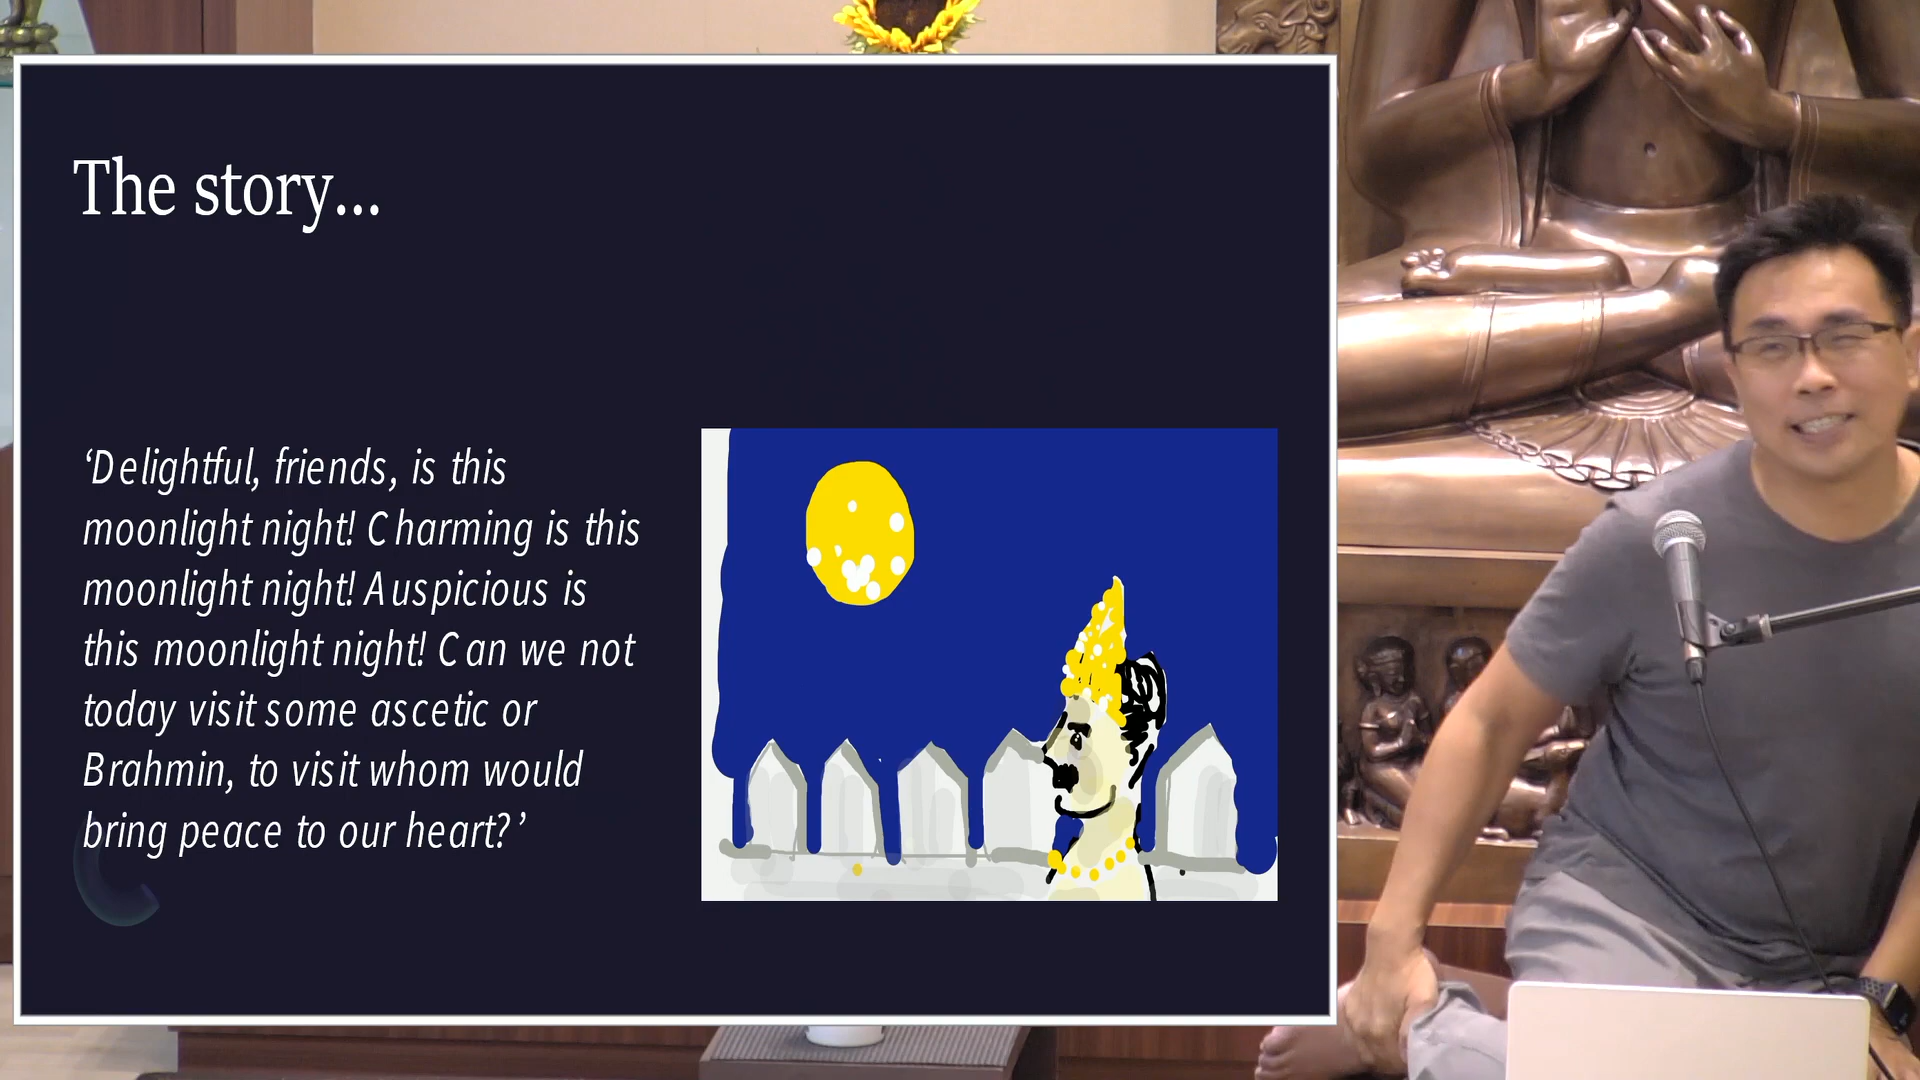 The story...
‘Delightful, friends, is this
moonlight night! Charming is this
moonlight night! Auspicious is
this moonlight night! Can we not
today visit some ascetic or
Brahmin, to visit whom would
bring peace to our heart?’